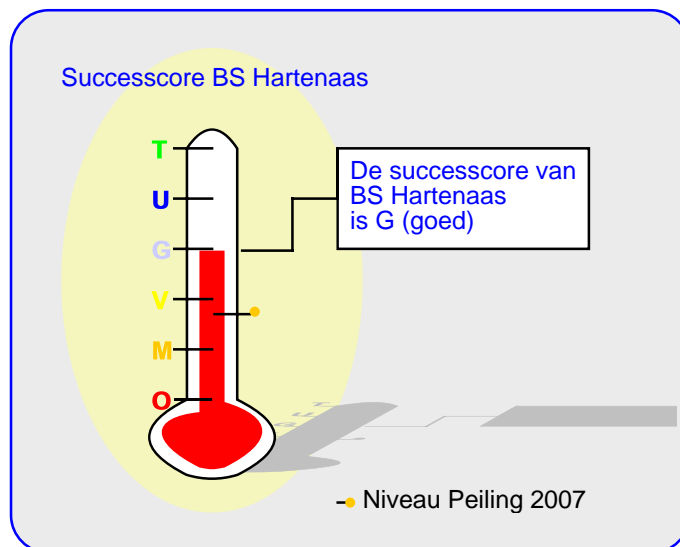 Successcore BS Hartenaas
T
U
G
V
M
O
De successcore van
BS Hartenaas
is G (goed)
Niveau Peiling 2007